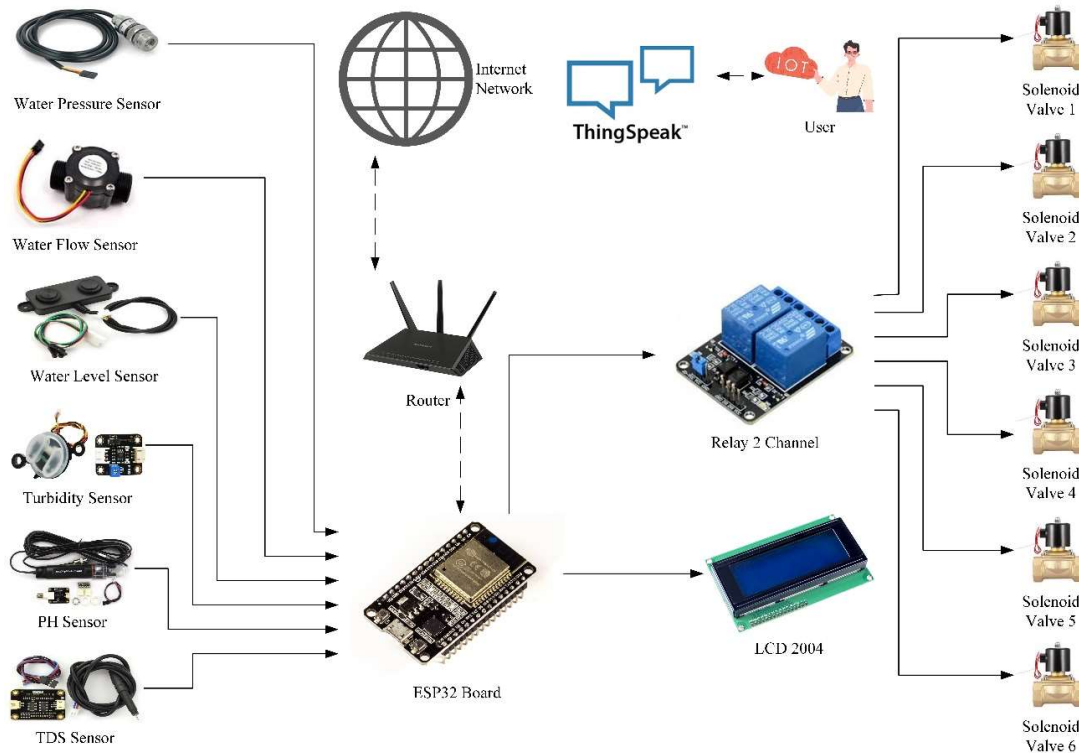 Water Pressure Sensor
Water Flow Sensor
Water Level Sensor
Turbidity Sensor
PH Sensor
TDS Sensor
Internet
Network
ThingSpeak™
IOT
User
Router
ESP32 Board
Relay 2 Channel
LCD 2004
Solenoid
Valve 1
Solenoid
Valve 2
Solenoid
Valve 3
Solenoid
Valve 4
Solenoid
Valve 5
Solenoid
Valve 6